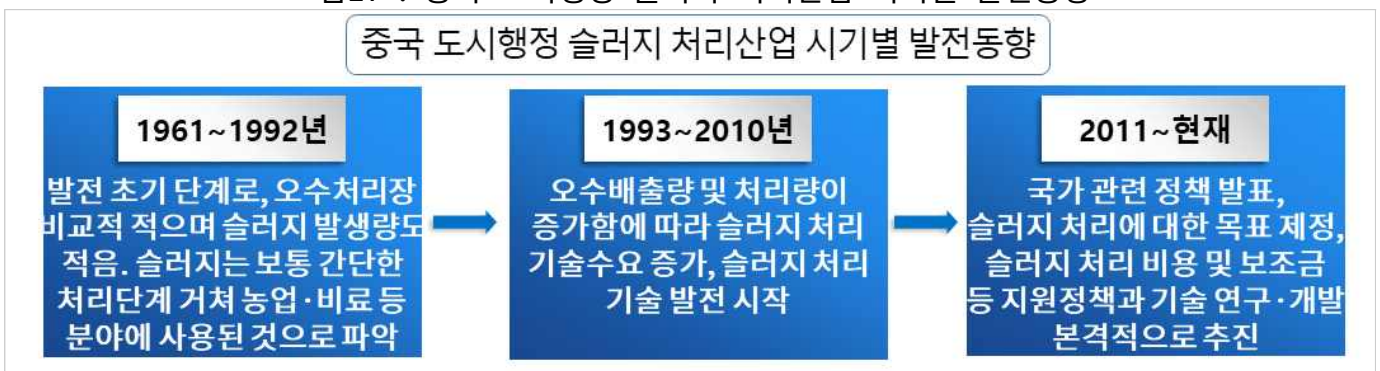 중국 도시행정 슬러지 처리산업 시기별 발전동향
1961~1992년
발전 초기 단계로, 오수처리장
비교적 적으며 슬러지 발생량도
적음. 슬러지는 보통 간단한
처리단계 거쳐 농업·비료 등
분야에 사용된 것으로 파악
1993~2010년
오수배출량 및 처리량이
증가함에 따라 슬러지 처리
기술수요 증가, 슬러지 처리
기술 발전 시작
2011~현재
국가 관련 정책 발표,
슬러지 처리에 대한 목표 제정,
슬러지 처리 비용 및 보조금
등 지원정책과 기술 연구·개발
본격적으로 추진